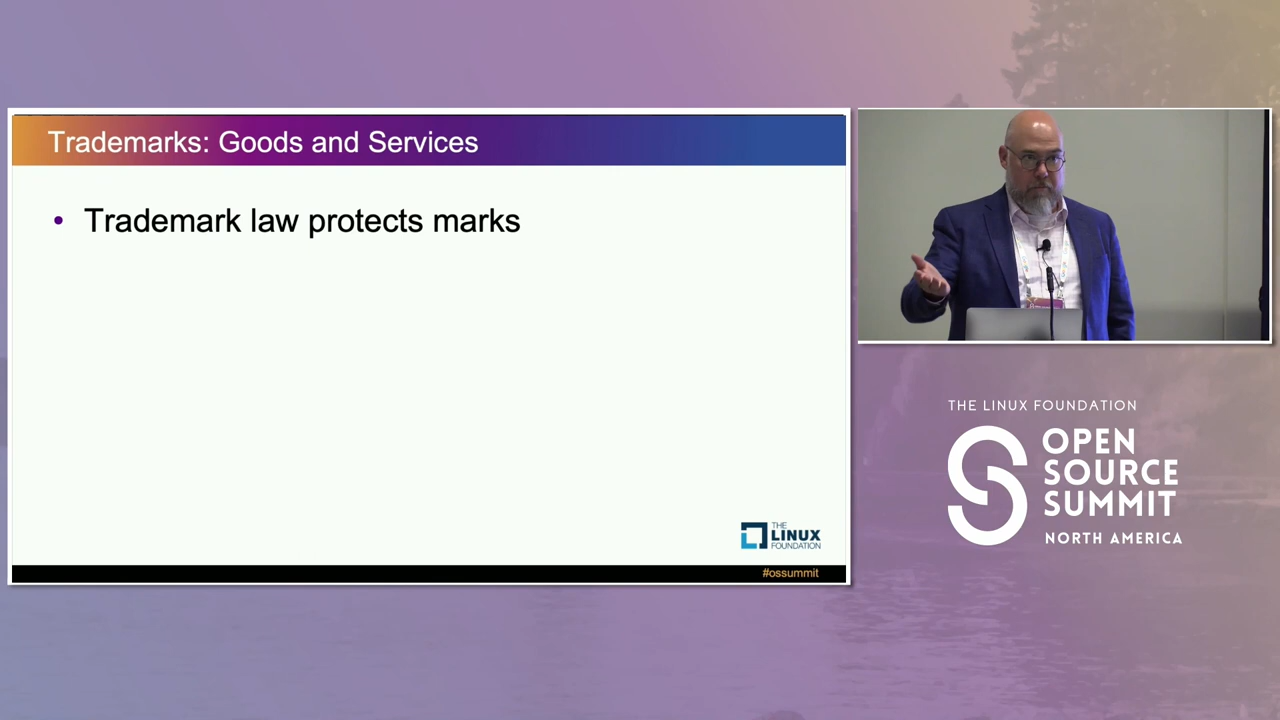 Trademarks: Goods and Services
• Trademark law protects marks
THE
LINUX
FOUNDATION
#ossummit
THE LINUX FOUNDATION
OPEN
SOURCE
SUMMIT
NORTH AMERICA